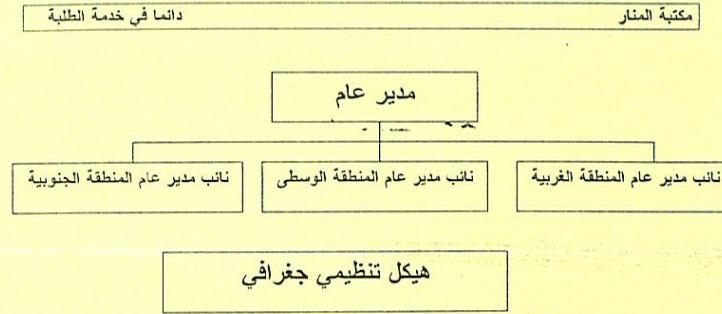 مكتبة المنار دائما في خدمة الطلبة
مدير عام
نائب مدير عام المنطقة الغربية نائب مدير عام المنطقة الوسطى نائب مدير عام المنطقة الجنوبية
هيكل تنظيمي جغرافي